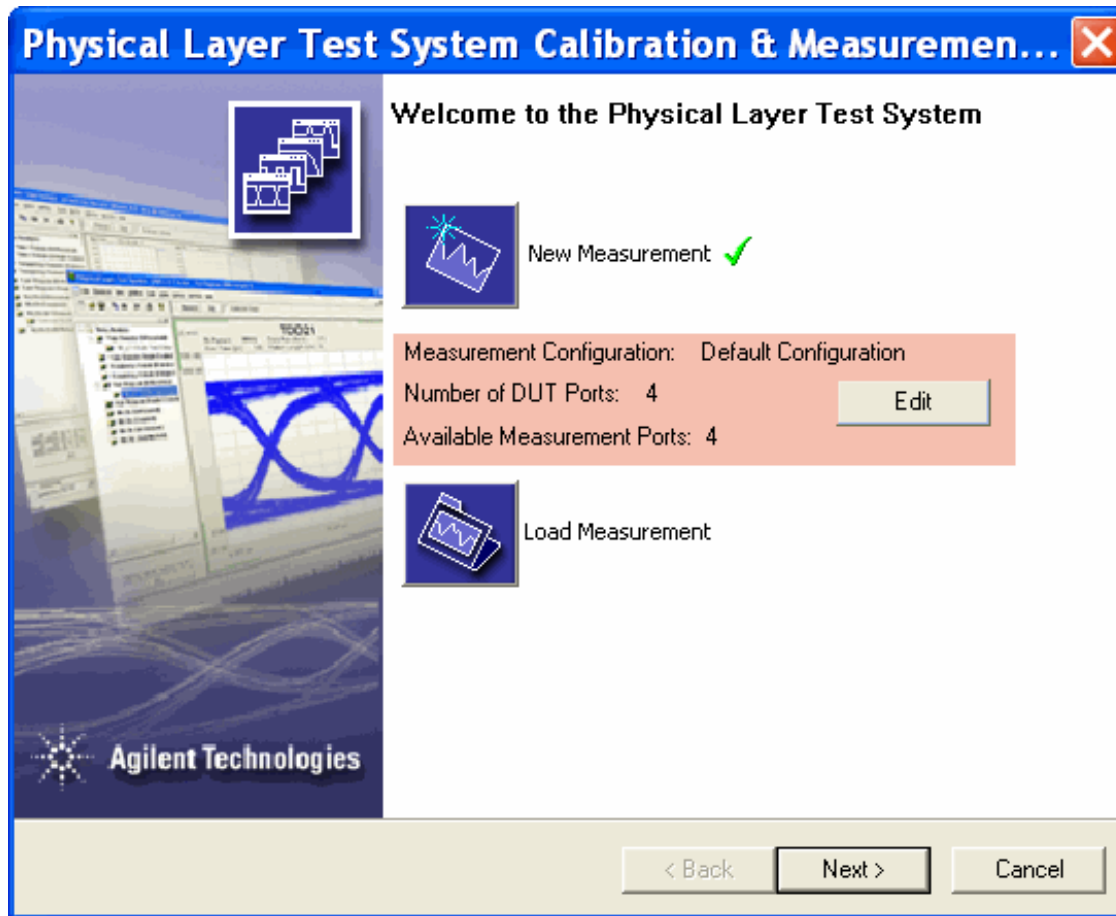 Physical Layer Test System Calibration & Measuremen...
Welcome to the Physical Layer Test System
New Measurement
Measurement Configuration: Default Configuration
Number of DUT Ports: 4
Edit
Available Measurement Ports: 4
Load Measurement
Agilent Technologies
< Back
Next >
Cancel